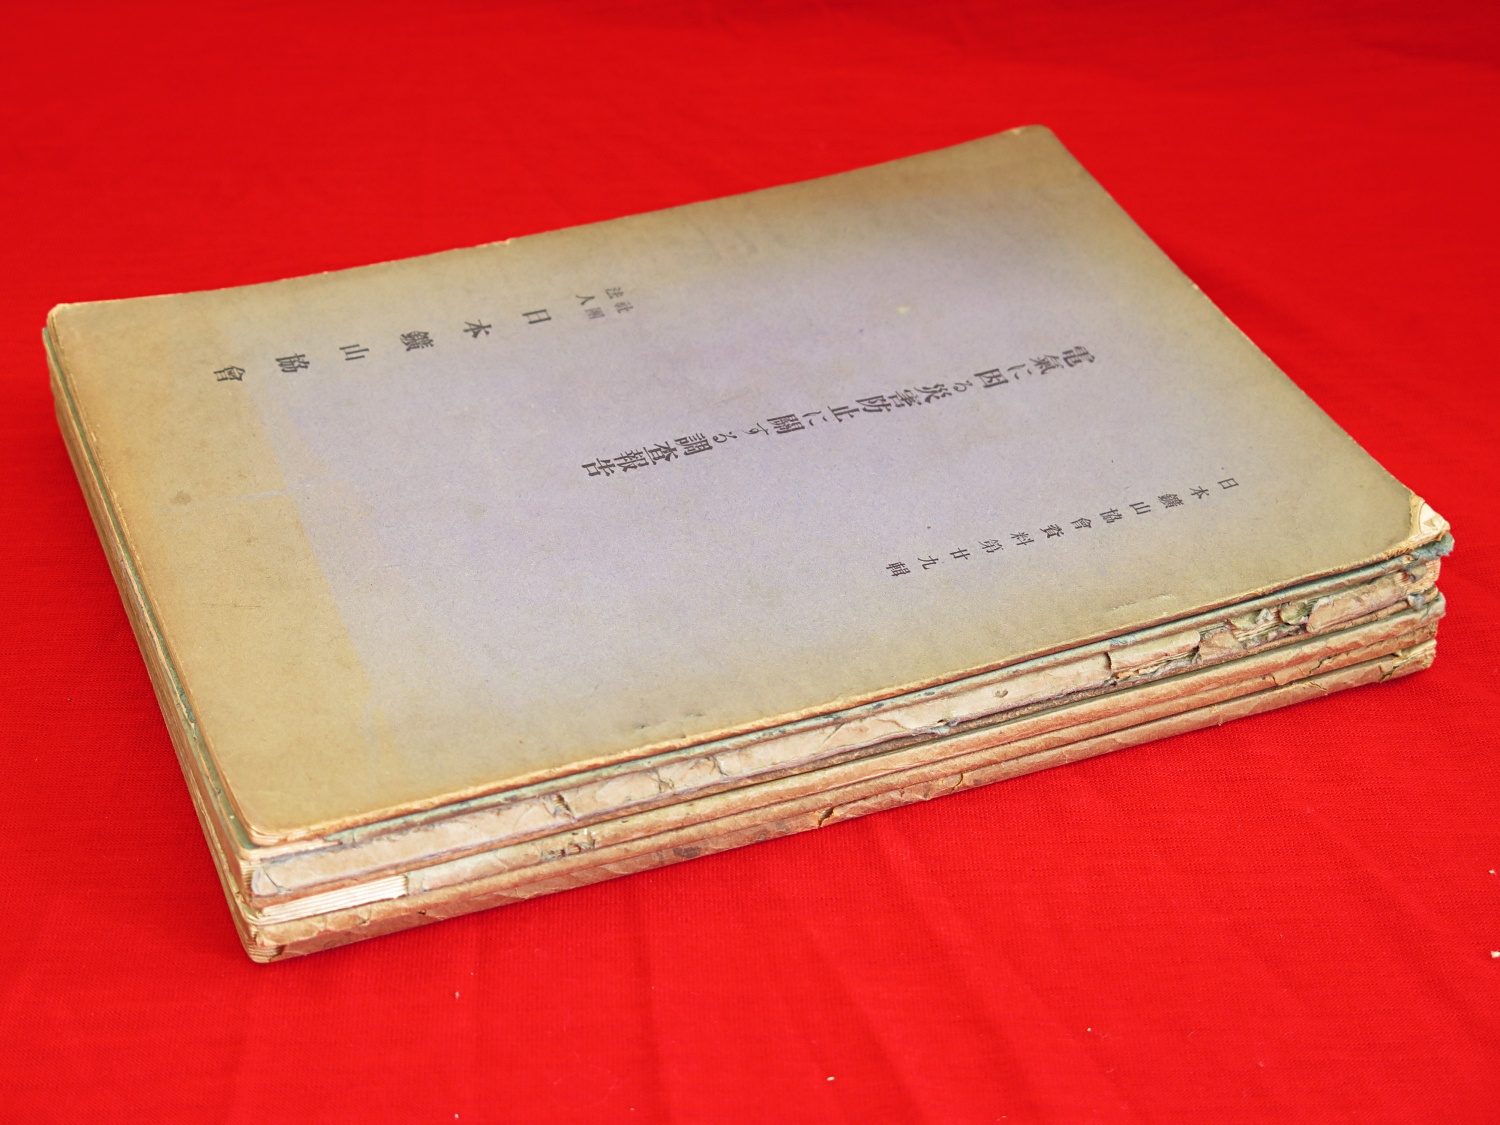 日本鑛山協會資料第廿九輯
電氣に因る災害防止に關する調査報告
社團
法人
日本鑛山協會